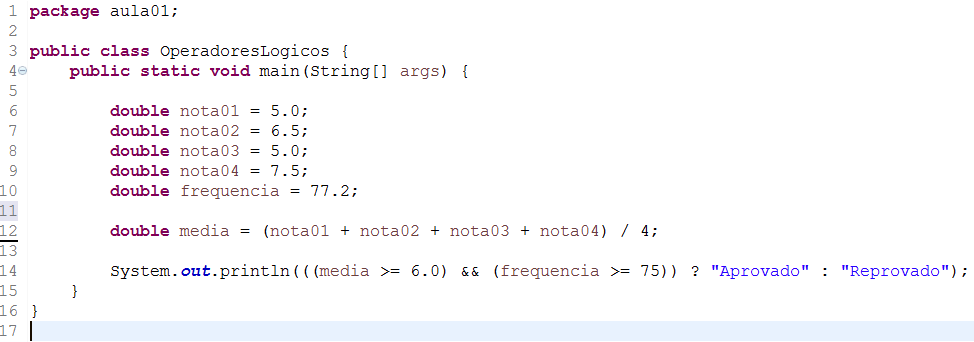 1 package aula01;
2
3 public class OperadoresLogicos {
4     public static void main(String[] args) {
5
6         double nota01 = 5.0;
7         double nota02 = 6.5;
8         double nota03 = 5.0;
9         double nota04 = 7.5;
10         double frequencia = 77.2;
11
12         double media = (nota01 + nota02 + nota03 + nota04) / 4;
13
14         System.out.println(((media >= 6.0) && (frequencia >= 75)) ? "Aprovado" : "Reprovado");
15     }
16 }
17